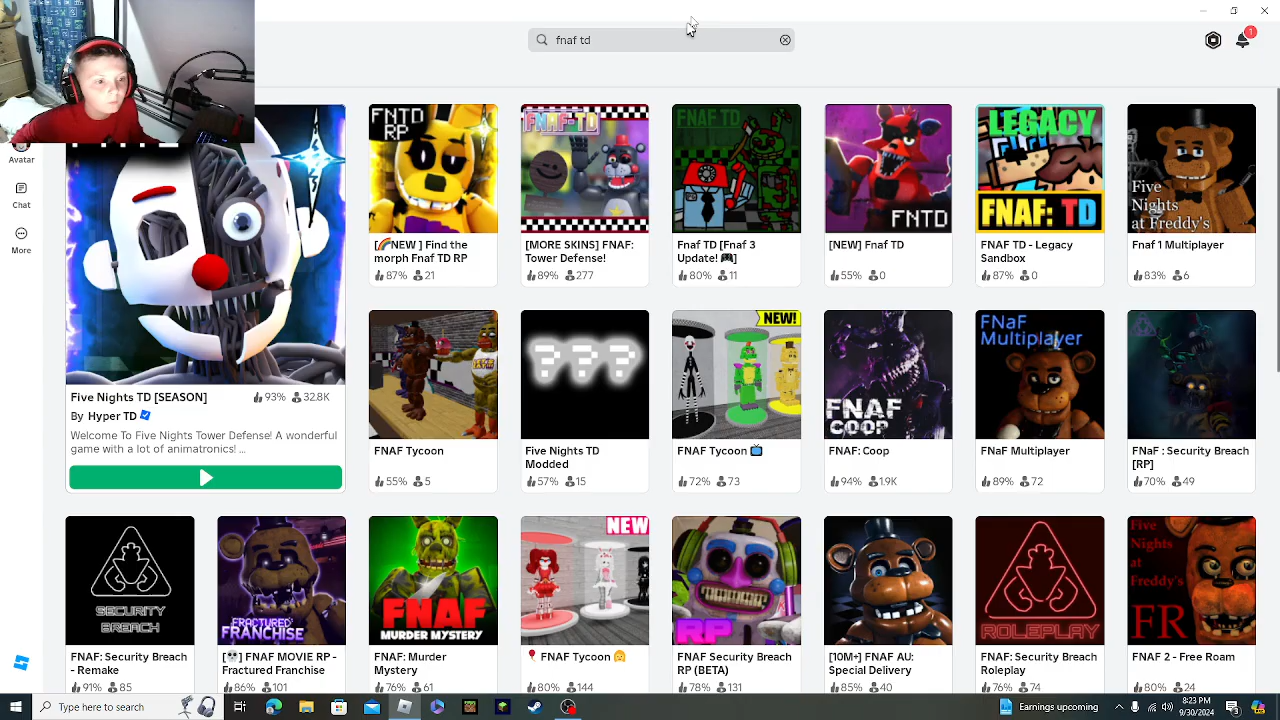 fnaf td
1
Avatar
Chat
More
Five Nights TD [SEASON]
93% 32.8K
By Hyper TD
Welcome To Five Nights Tower Defense! A wonderful
game with a lot of animatronics! ...
FNTD
RP
[🌈NEW ] Find the
morph Fnaf TD RP
87% 21
FNAF-TD
[MORE SKINS] FNAF:
Tower Defense!
89% 277
FNAF TD
Fnaf TD [Fnaf 3
Update! 🎮]
80% 11
FNTD
[NEW] Fnaf TD
55% 0
LEGACY
FNAF: TD
FNAF TD - Legacy
Sandbox
87% 0
Five
Nights
at Freddy's
Fnaf 1 Multiplayer
83% 6
FNAF Tycoon
55% 5
? ? ?
Five Nights TD
Modded
57% 15
NEW!
FNAF Tycoon 📺
72% 73
FNAF
COOP
FNAF: Coop
94% 1.9K
FNaF
Multiplayer
FNaF Multiplayer
89% 72
FNaF : Security Breach
[RP]
70% 49
SECURITY
BREACH
FNAF: Security Breach
- Remake
91% 85
FRACTURED
FRANCHISE
[💀] FNAF MOVIE RP -
Fractured Franchise
86% 101
FNAF
MURDER MYSTERY
FNAF: Murder
Mystery
76% 61
NEW
🎈 FNAF Tycoon 👩
80% 144
RP
FNAF Security Breach
RP (BETA)
78% 131
[10M+] FNAF AU:
Special Delivery
85% 40
ROLEPLAY
FNAF: Security Breach
Roleplay
76% 74
Five
Nights
at
Freddy's
FR
FNAF 2 - Free Roam
80% 24
Type here to search
Earnings upcoming
8:23 PM
9/30/2024